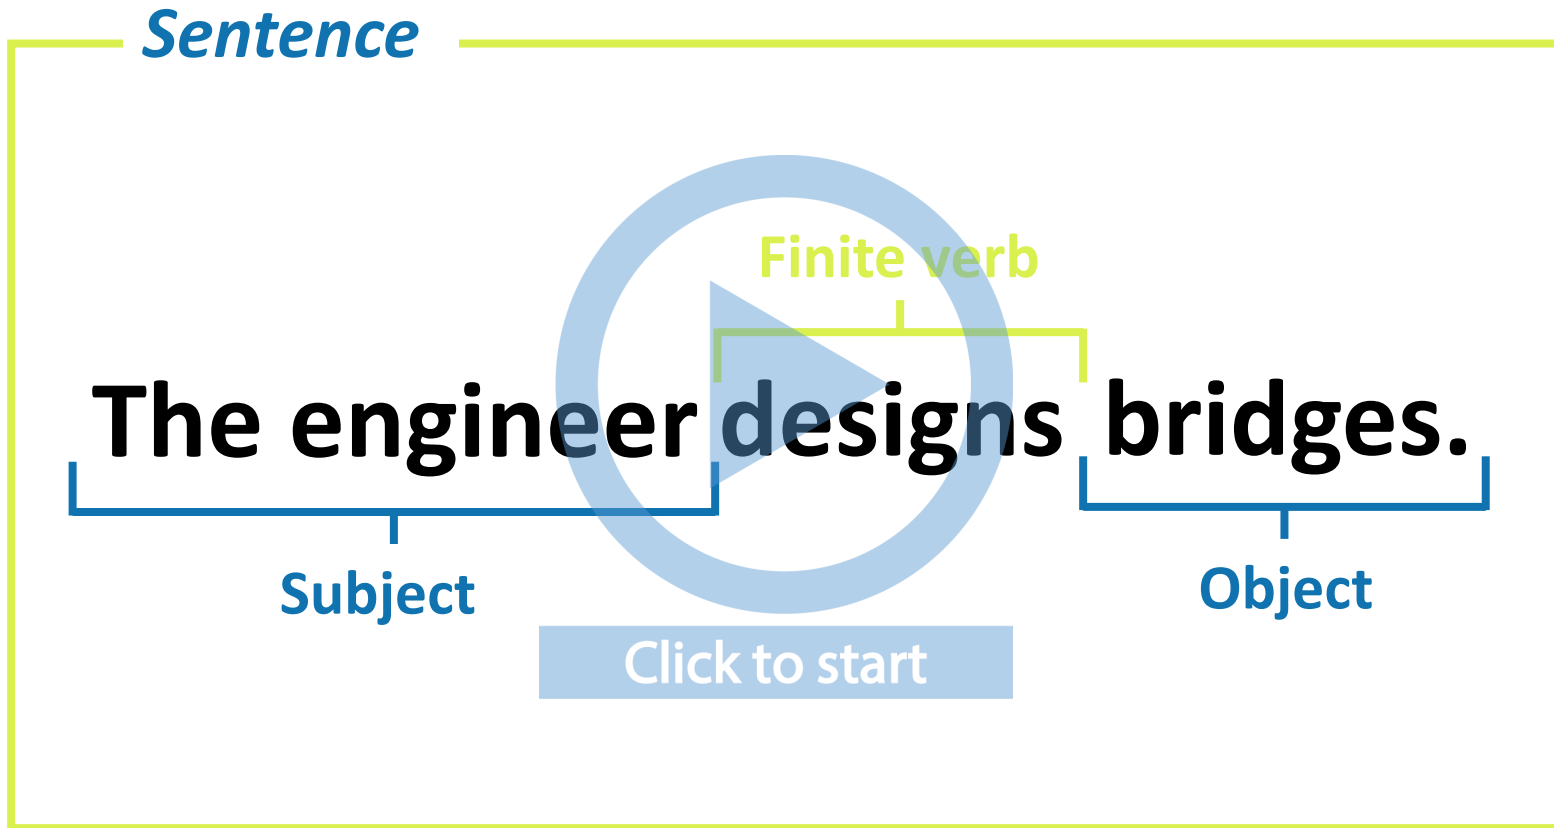 Sentence
Finite verb
The engineer designs bridges.
Subject
Object
Click to start